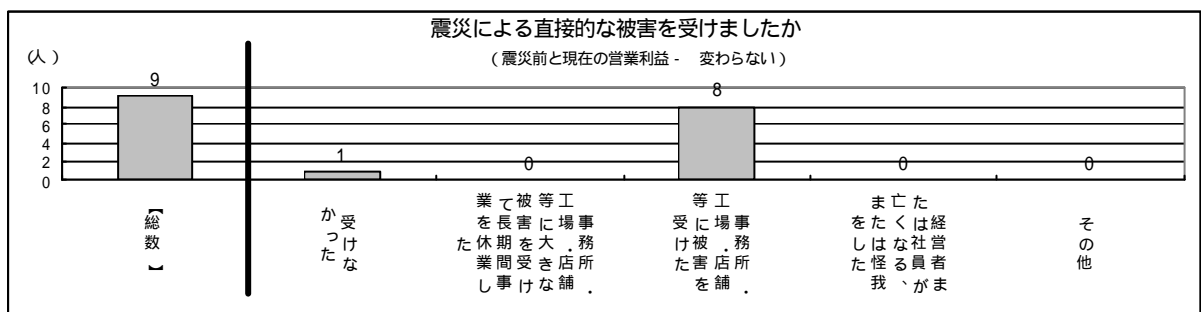 震災による直接的な被害を受けましたか
(震災前と現在の営業利益- 変わらない)
(人)
10
8
6
4
2
0
9
1
0
8
0
0
【総数】
受けな
かった
事務所・
工場・店舗
等に大きな
被害を受け
て長期間事
業を休業し
た
事務所・
工場・店舗
等に被害を
受けた
経営者ま
たは社員が
亡くなる、
または怪我
をした
その他